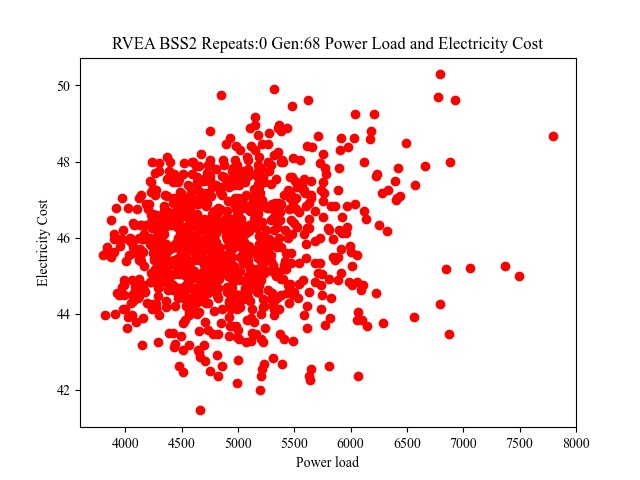 RVEA BSS2 Repeats:0 Gen:68 Power Load and Electricity Cost
50
48
46
44
42
Electricity Cost
4000 4500 5000 5500 6000 6500 7000 7500 8000
Power load